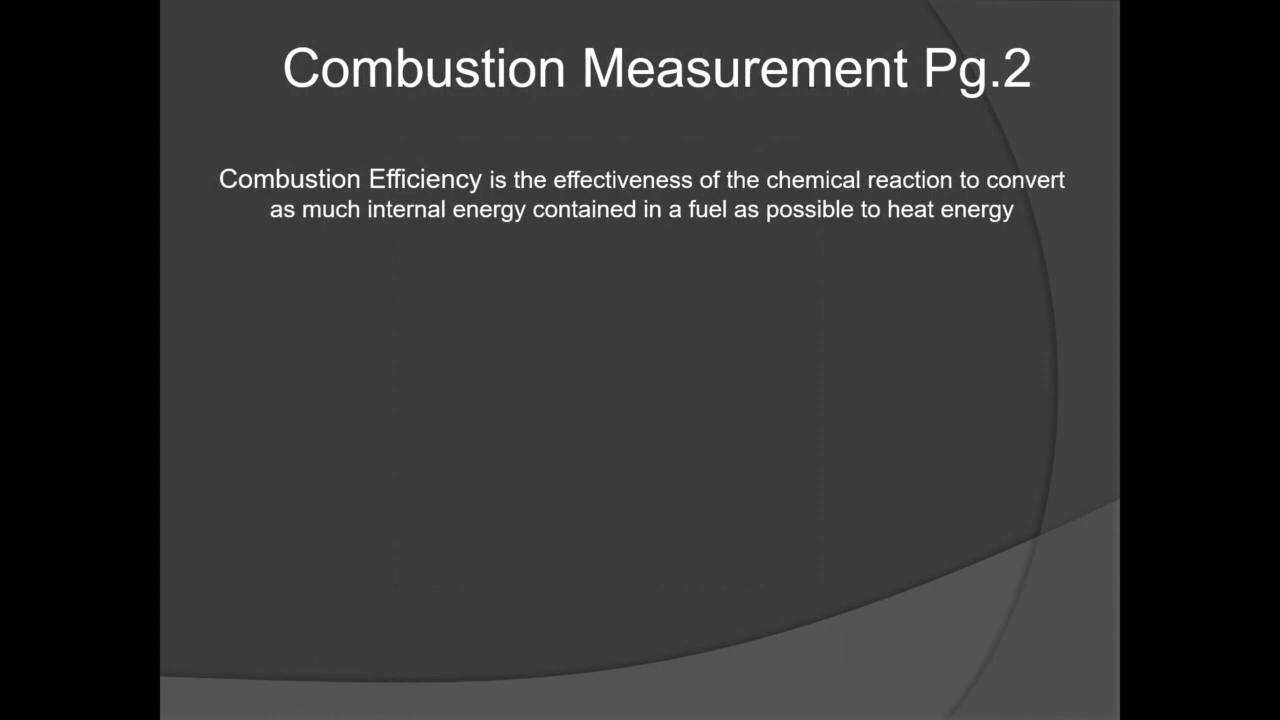 Combustion Measurement Pg.2
Combustion Efficiency is the effectiveness of the chemical reaction to convert
as much internal energy contained in a fuel as possible to heat energy